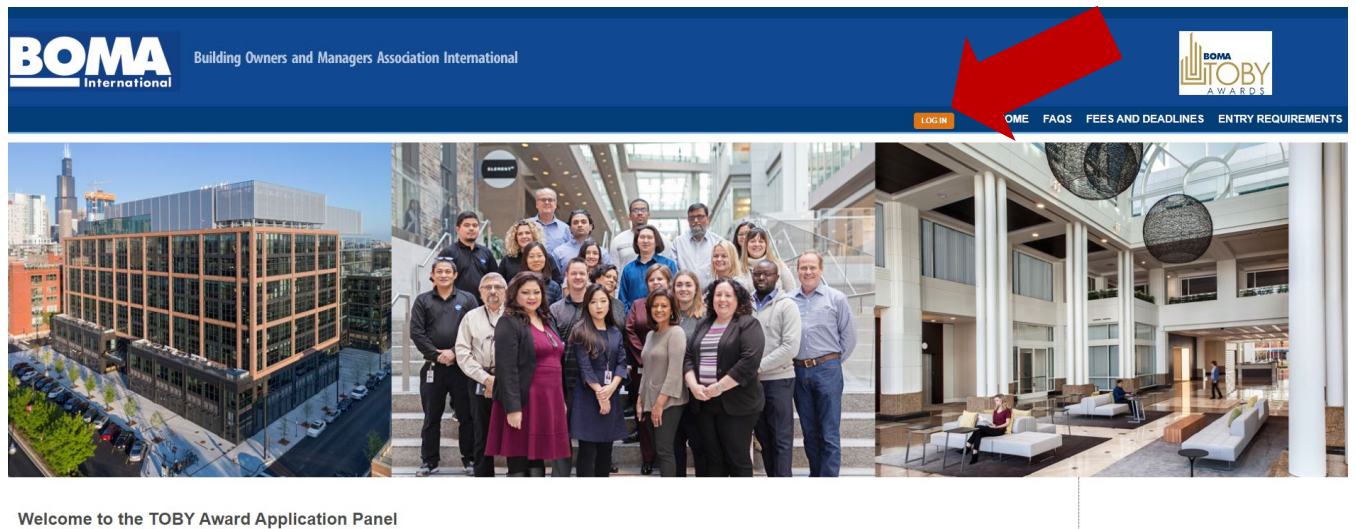 BOMA
International
Building Owners and Managers Association International
BOMA
TOBY
AWARDS
LOG IN
OME FAQS FEES AND DEADLINES ENTRY REQUIREMENTS
ELEMENT
Welcome to the TOBY Award Application Panel